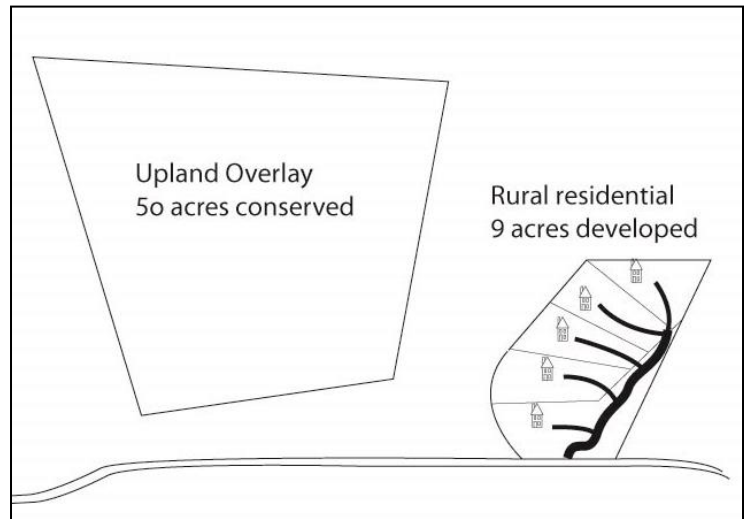 Upland Overlay
5o acres conserved
Rural residential
9 acres developed